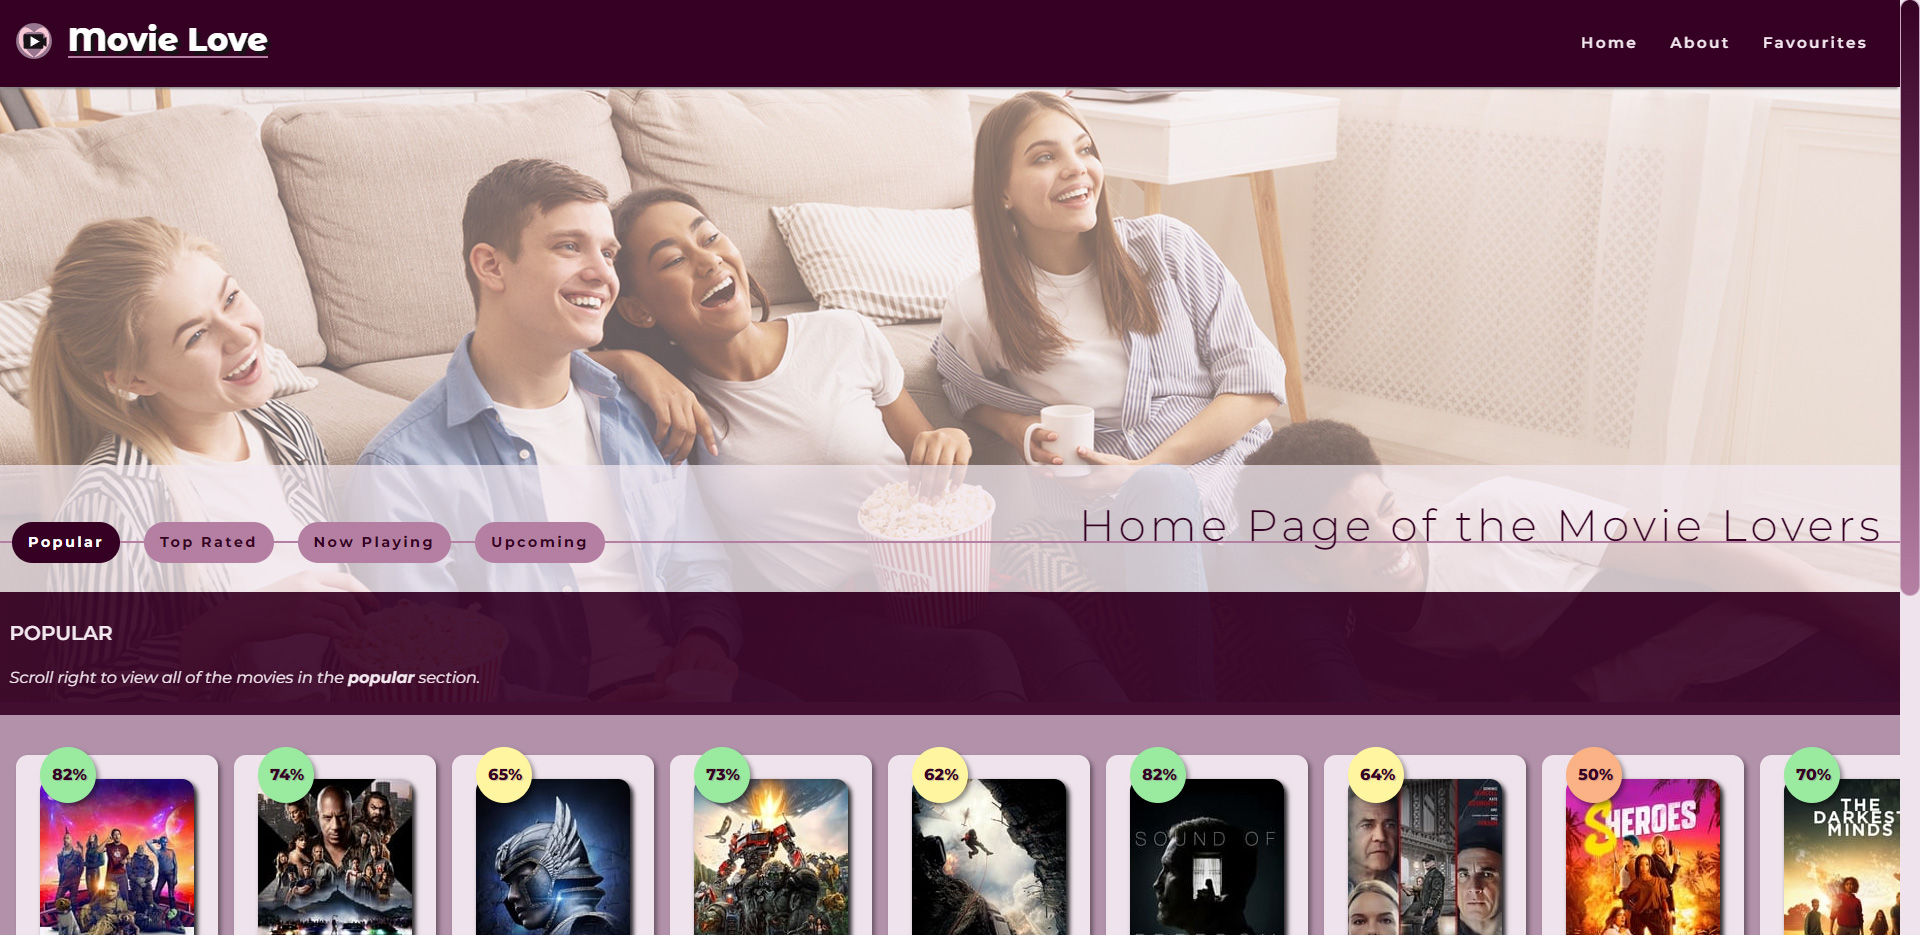 Movie Love
Home About Favourites
Home Page of the Movie Lovers
Popular Top Rated Now Playing Upcoming
POPCORN
POPULAR
Scroll right to view all of the movies in the popular section.
82% 74% 65% 73% 62% 82% 64% 50% 70%
SOUND OF
SHEROES
THE
DARKEST
MINDS